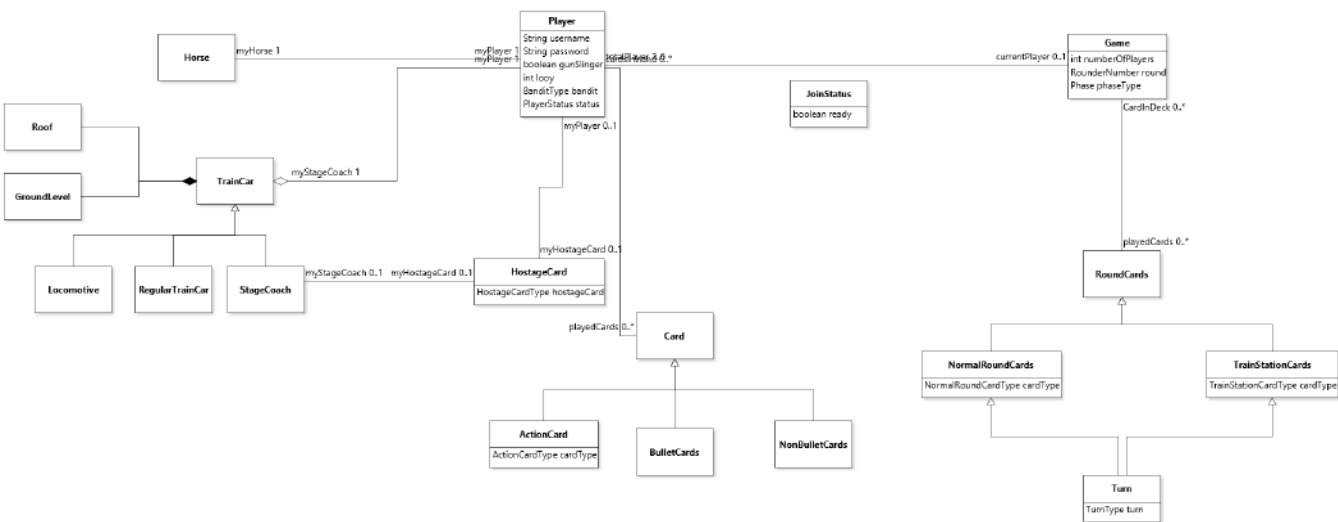 Player
String username
String password
boolean gunSlinger
int looy
BanditType bandit
PlayerStatus status
Horse
myHorse 1
myPlayer 1
myPlayer 1
currentPlayer 0..1
Game
int numberOfPlayers
RounderNumber round
Phase phaseType
JoinStatus
boolean ready
CardInDeck 0..*
Roof
myPlayer 0..1
TrainCar
myStageCoach 1
GroundLevel
myHostageCard 0..1
playedCards 0..*
Locomotive
RegularTrainCar
StageCoach
myStageCoach 0..1
myHostageCard 0..1
HostageCard
HostageCardType hostageCard
RoundCards
playedCards 0..*
Card
NormalRoundCards
NormalRoundCardType cardType
TrainStationCards
TrainStationCardType cardType
ActionCard
ActionCardType cardType
BulletCards
NonBulletCards
Turn
TurnType turn